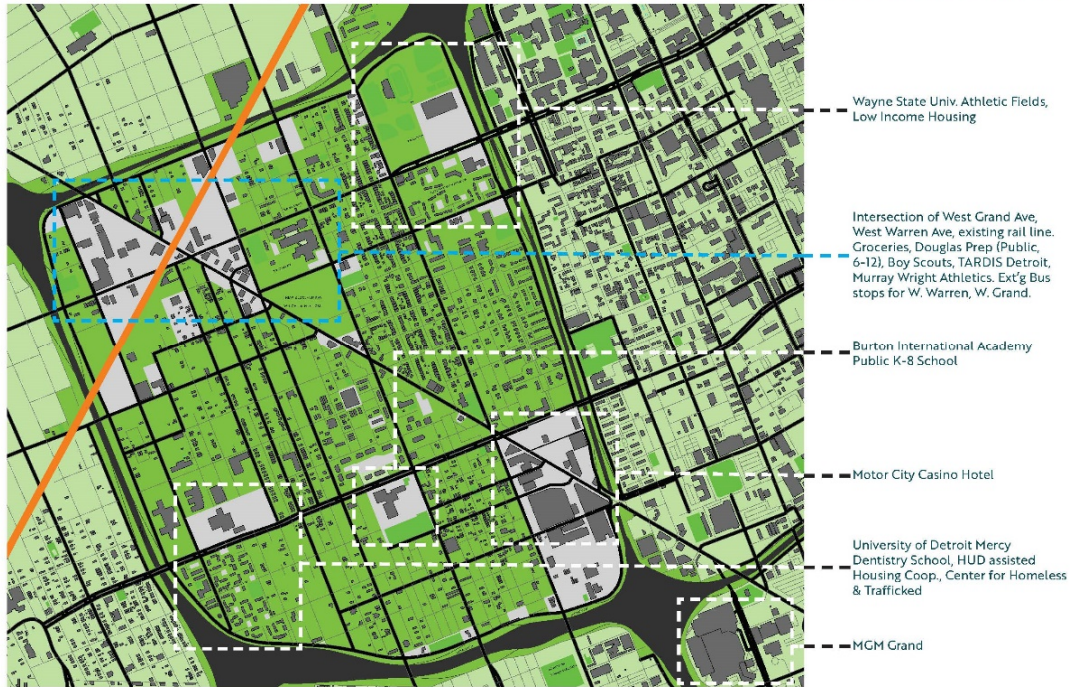 Wayne State Univ. Athletic Fields,
Low Income Housing
Intersection of West Grand Ave,
West Warren Ave, existing rail line.
Groceries, Douglas Prep (Public,
6-12), Boy Scouts, TARDIS Detroit,
Murray Wright Athletics. Ext'g Bus
stops for W. Warren, W. Grand.
Burton International Academy
Public K-8 School
Motor City Casino Hotel
University of Detroit Mercy
Dentistry School, HUD assisted
Housing Coop., Center for Homeless
& Trafficked
MGM Grand